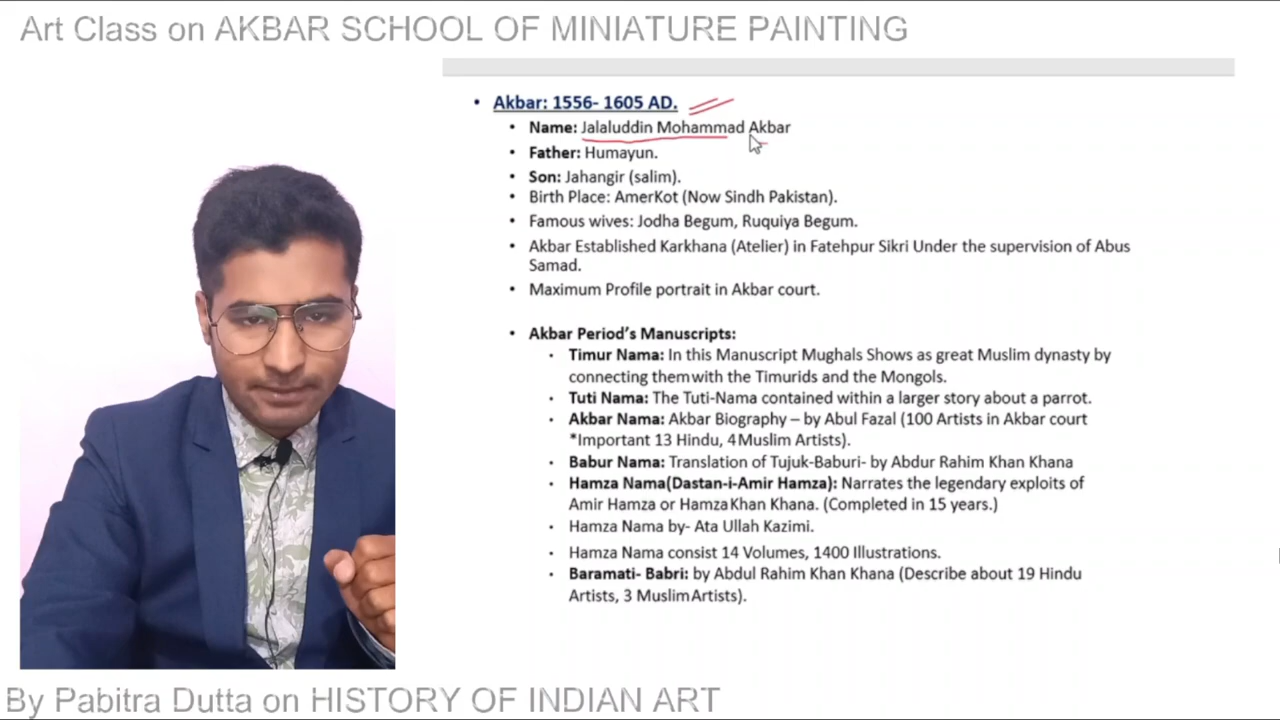 Art Class on AKBAR SCHOOL OF MINIATURE PAINTING
• Akbar: 1556- 1605 AD.
• Name: Jalaluddin Mohammad Akbar
• Father: Humayun.
• Son: Jahangir (salim).
• Birth Place: AmerKot (Now Sindh Pakistan).
• Famous wives: Jodha Begum, Ruquiya Begum.
• Akbar Established Karkhana (Atelier) in Fatehpur Sikri Under the supervision of Abus
Samad.
• Maximum Profile portrait in Akbar court.
• Akbar Period's Manuscripts:
• Timur Nama: In this Manuscript Mughals Shows as great Muslim dynasty by
connecting them with the Timurids and the Mongols.
• Tuti Nama: The Tuti-Nama contained within a larger story about a parrot.
• Akbar Nama: Akbar Biography – by Abul Fazal (100 Artists in Akbar court
*Important 13 Hindu, 4 Muslim Artists).
• Babur Nama: Translation of Tujuk-Baburi- by Abdur Rahim Khan Khana
• Hamza Nama(Dastan-i-Amir Hamza): Narrates the legendary exploits of
Amir Hamza or Hamza Khan Khana. (Completed in 15 years.)
• Hamza Nama by- Ata Ullah Kazimi.
• Hamza Nama consist 14 Volumes, 1400 Illustrations.
• Baramati- Babri: by Abdul Rahim Khan Khana (Describe about 19 Hindu
Artists, 3 Muslim Artists).
By Pabitra Dutta on HISTORY OF INDIAN ART